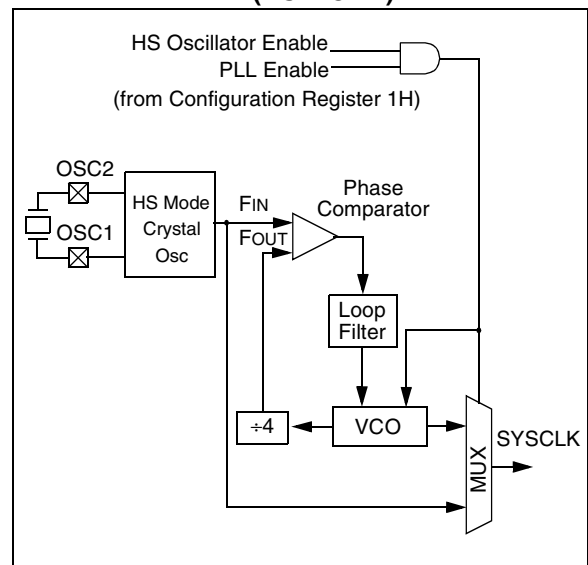 HS Oscillator Enable
PLL Enable
(from Configuration Register 1H)
OSC2
OSC1
HS Mode
Crystal
Osc
FIN
FOUT
Phase
Comparator
Loop
Filter
÷4
VCO
MUX
SYSCLK